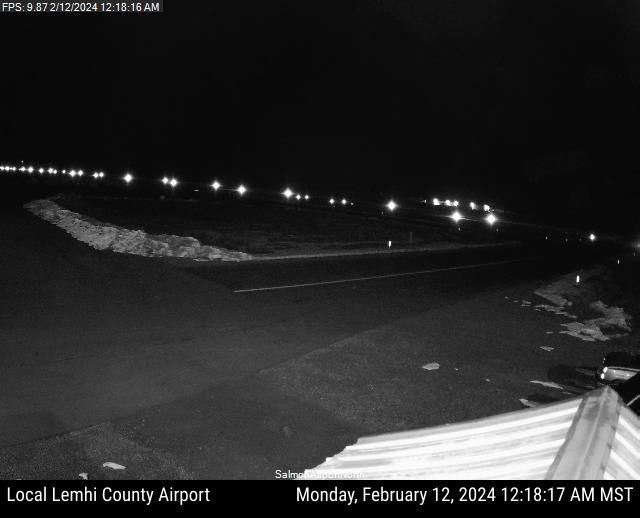 FPS: 9.87 2/12/2024 12:18:16 AM
SalmonAirportNorth
Local Lemhi County Airport
Monday, February 12, 2024 12:18:17 AM MST